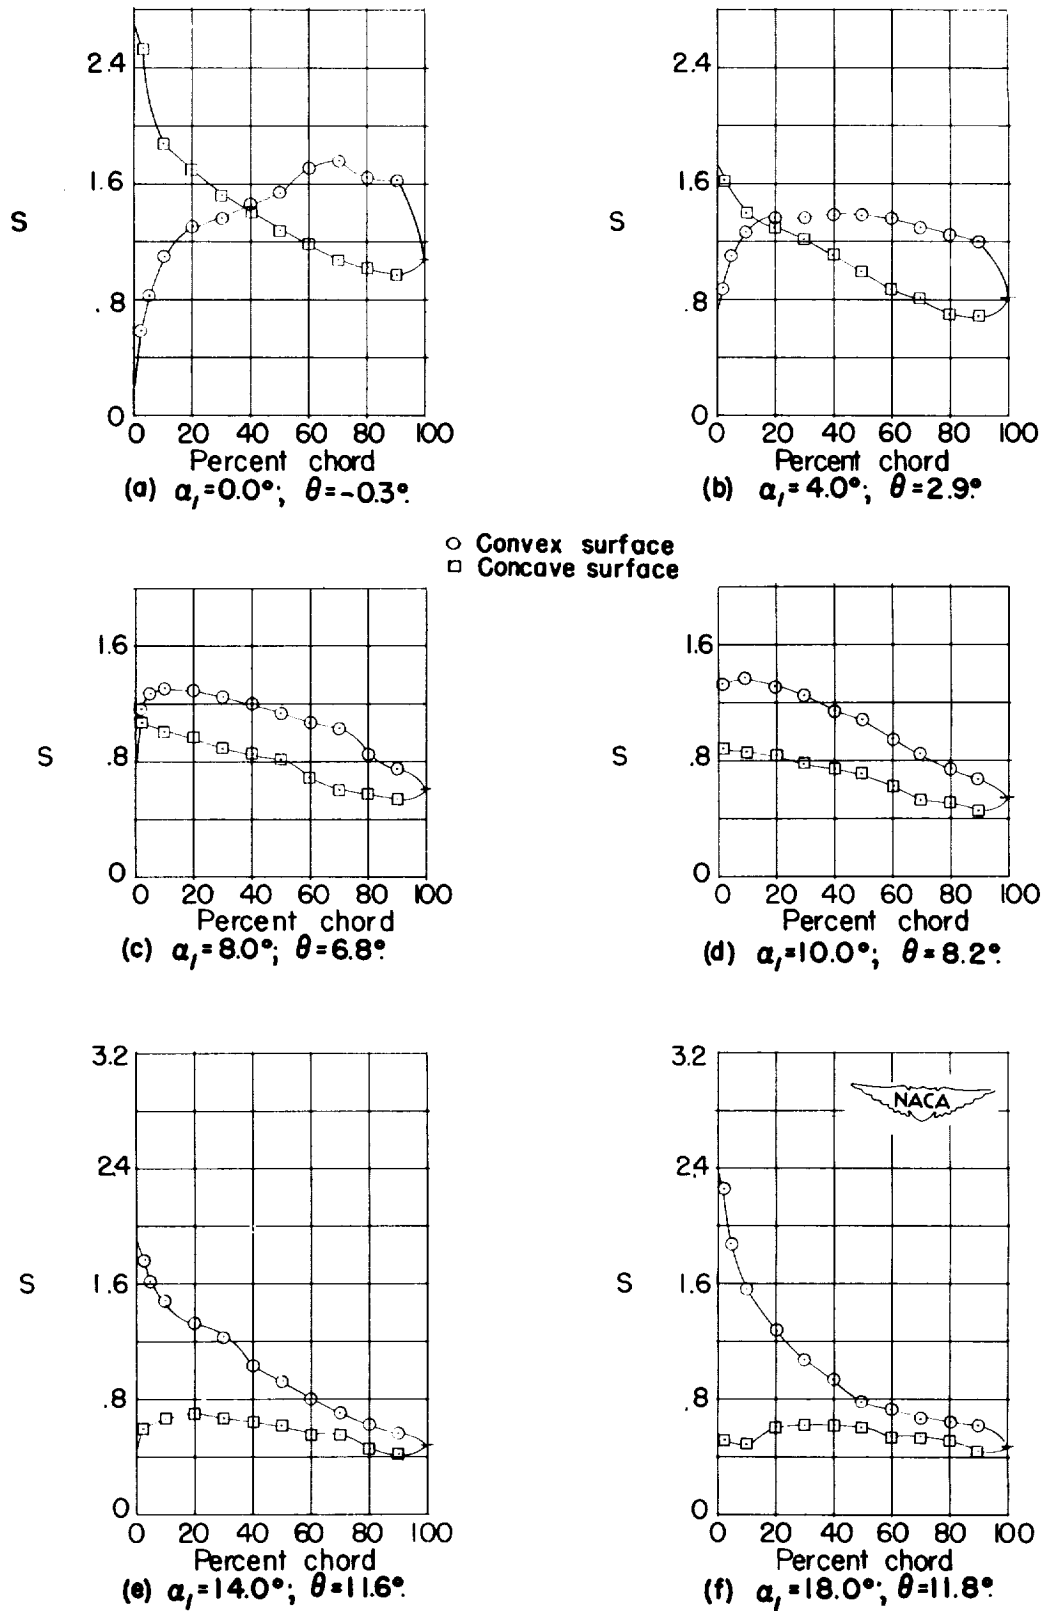 2.4
1.6
S
.8
0
0 20 40 60 80 100
Percent chord
(a) α₁=0.0°; θ=-0.3°.
2.4
1.6
S
.8
0
0 20 40 60 80 100
Percent chord
(b) α₁=4.0°; θ=2.9°.
Convex surface
Concave surface
1.6
S
.8
0
0 20 40 60 80 100
Percent chord
(c) α₁=8.0°; θ=6.8°.
1.6
S
.8
0
0 20 40 60 80 100
Percent chord
(d) α₁=10.0°; θ=8.2°.
3.2
2.4
1.6
S
.8
0
0 20 40 60 80 100
Percent chord
(e) α₁=14.0°; θ=11.6°.
3.2
NACA
2.4
1.6
S
.8
0
0 20 40 60 80 100
Percent chord
(f) α₁=18.0°; θ=11.8°.